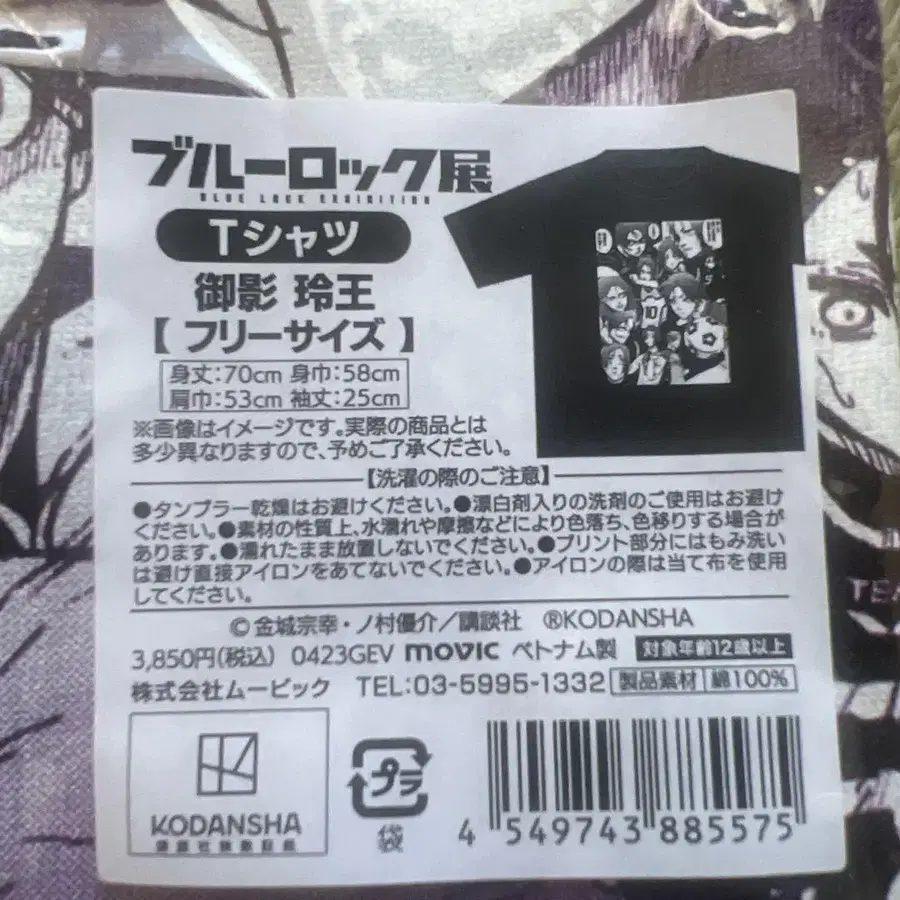 ブルーロック展
BLUE LOCK EXHIBITION
Tシャツ
御影 玲王
【 フリーサイズ 】
身丈:70cm 身巾:58cm
肩巾:53cm 袖丈:25cm
※画像はイメージです。実際の商品とは
多少異なりますので、予めご了承ください。
【洗濯の際のご注意】
●タンブラー乾燥はお避けください。●漂白剤入りの洗剤のご使用はお避け
ください。●素材の性質上、水濡れや摩擦などにより色落ち、色移りする場合が
あります。●濡れたまま放置しないでください。●プリント部分にはもみ洗い
は避け直接アイロンをあてないでください。●アイロンの際は当て布を使用
してください。
© 金城宗幸・ノ村優介/講談社 ®KODANSHA
3,850円(税込) 0423GEV movic ベトナム製 対象年齢12歳以上
株式会社ムービック TEL:03-5995-1332 製品素材 綿100%
KODANSHA
プラ
袋
4 549743 885575
10
TEA